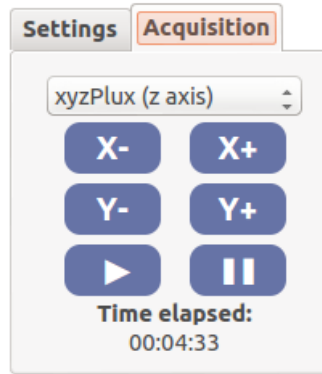 Settings Acquisition
xyzPlux (z axis)
X- X+
Y- Y+
Time elapsed:
00:04:33